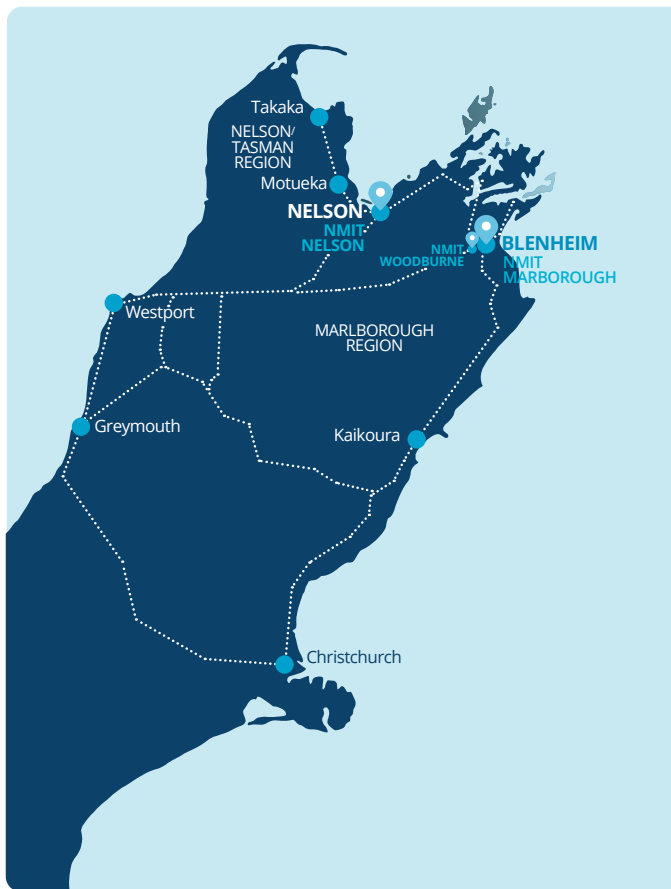 Takaka
NELSON/
TASMAN
REGION
Motueka
NELSON
NMIT
NELSON
NMIT
WOODBURNE
BLENHEIM
NMIT
MARBOROUGH
Westport
MARLBOROUGH
REGION
Greymouth
Kaikoura
Christchurch